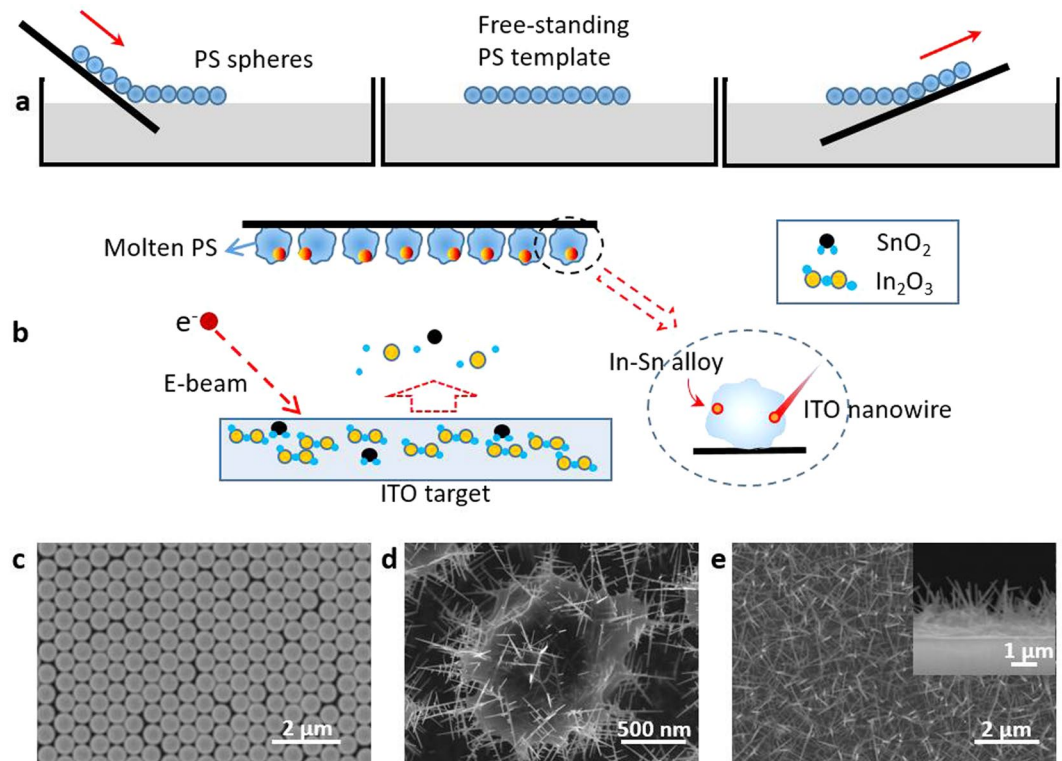 a
PS spheres
Free-standing
PS template
Molten PS
SnO₂
In₂O₃
b
e⁻
E-beam
In-Sn alloy
ITO nanowire
ITO target
c
2 µm
d
500 nm
e
1 µm
2 µm